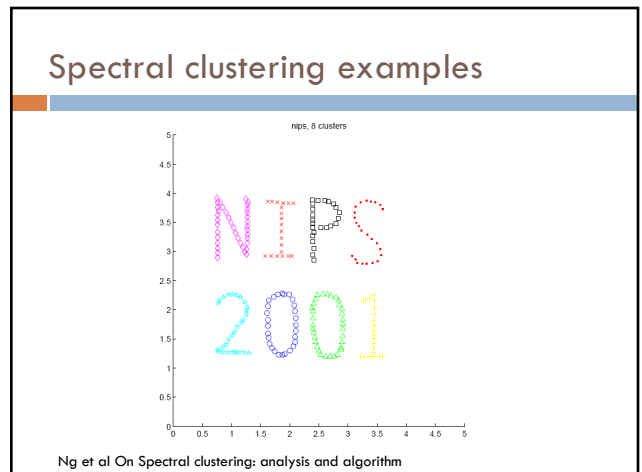 Spectral clustering examples
nips, 8 clusters
5
4.5
4
3.5
3
2.5
2
1.5
1
0.5
0
NIPS
2001
0 0.5 1 1.5 2 2.5 3 3.5 4 4.5 5
Ng et al On Spectral clustering: analysis and algorithm